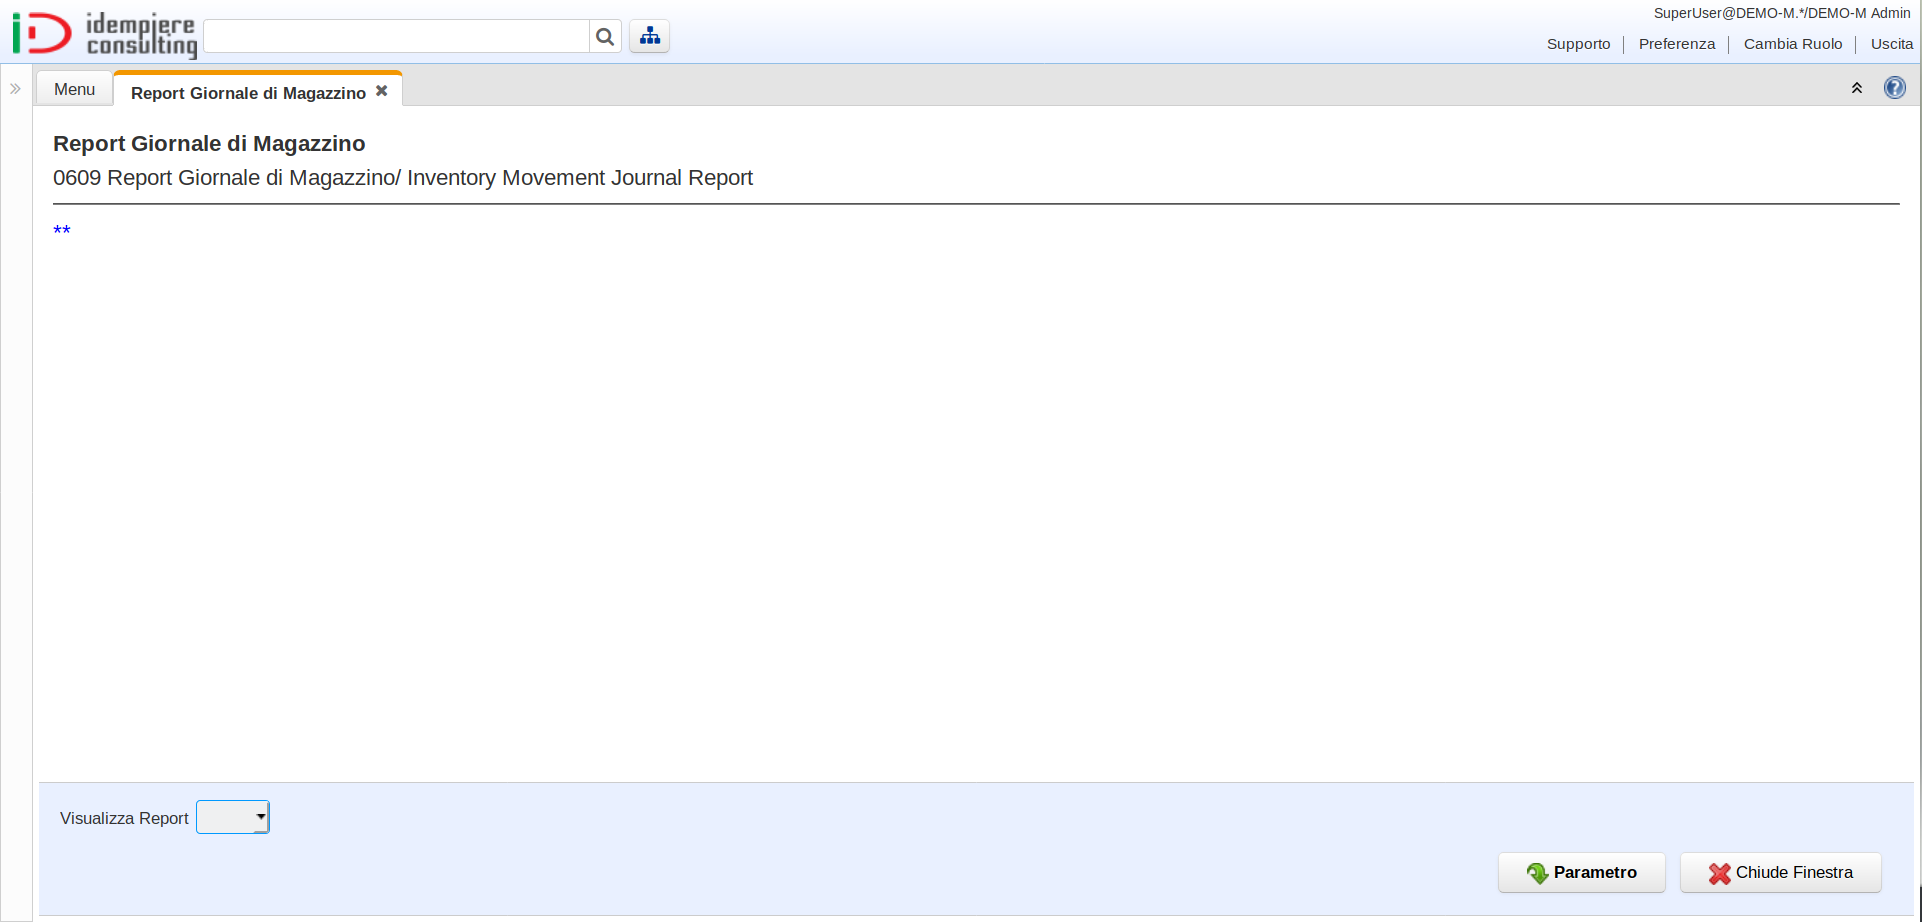 idempiere
consulting
SuperUser@DEMO-M.*/DEMO-M Admin
Supporto
Preferenza
Cambia Ruolo
Uscita
Menu
Report Giornale di Magazzino
Report Giornale di Magazzino
0609 Report Giornale di Magazzino/ Inventory Movement Journal Report
**
Visualizza Report
Parametro
Chiude Finestra